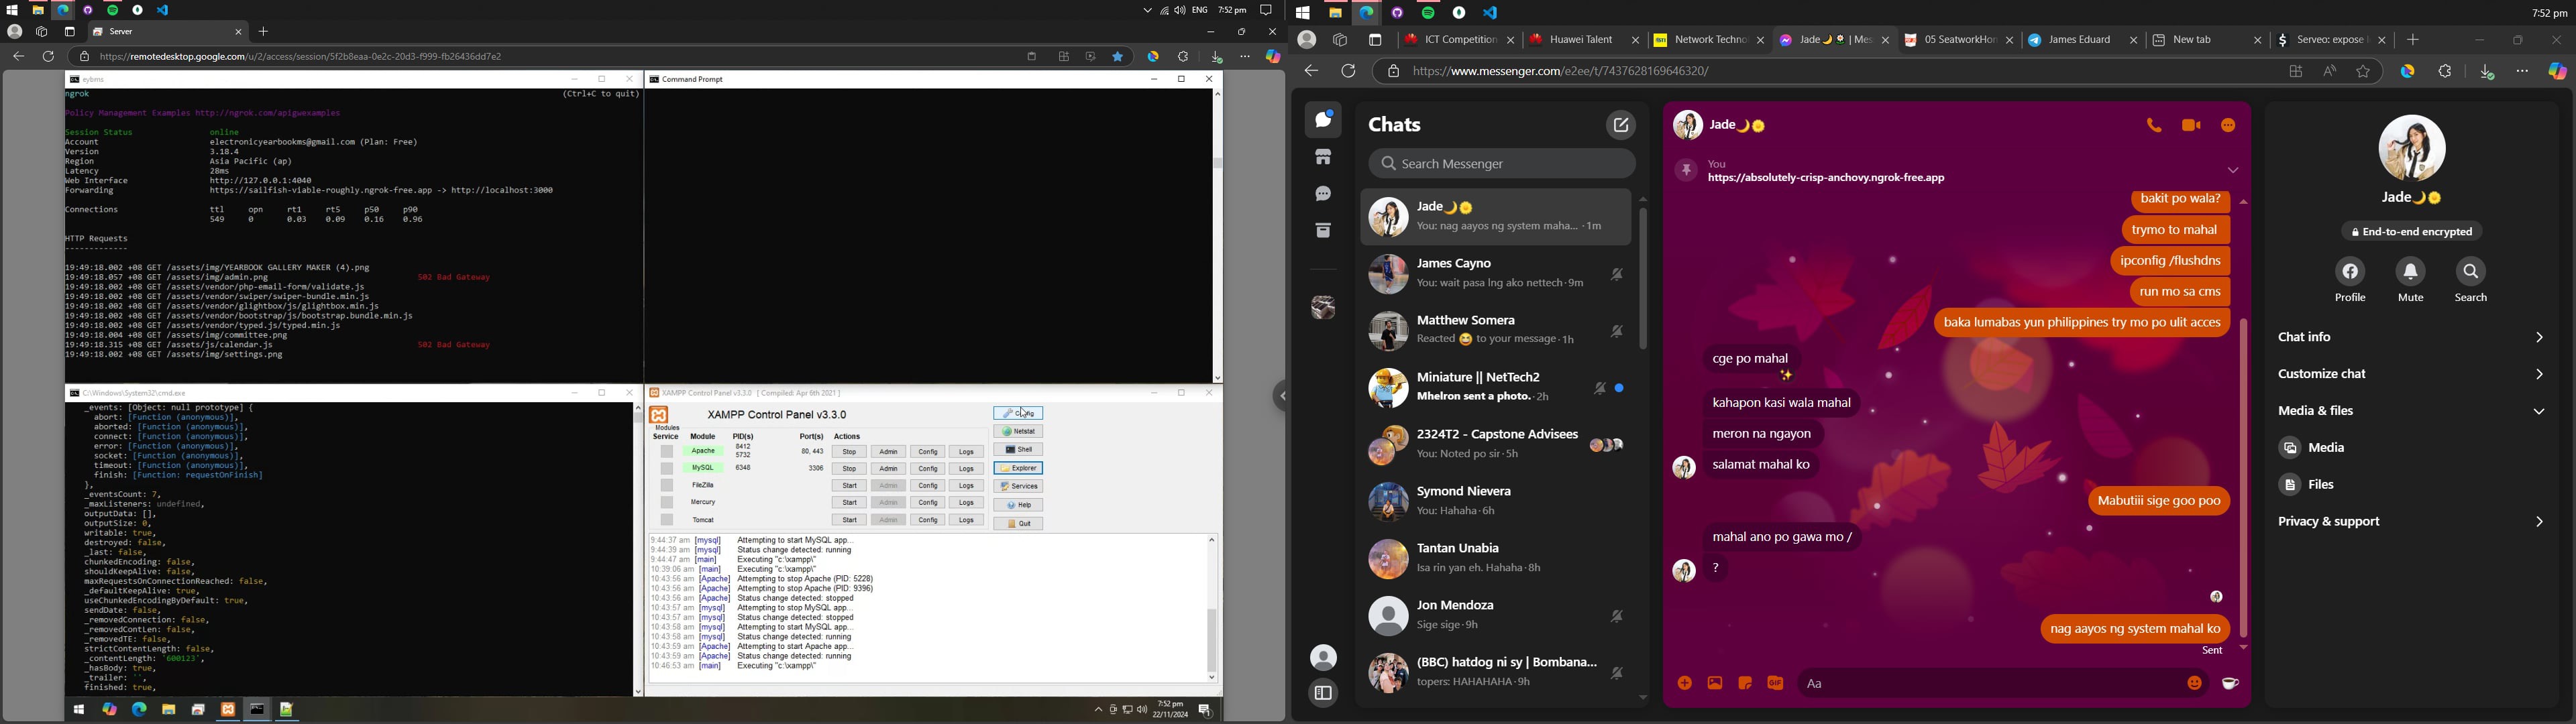 ENG 7:52 pm
Server
https://remotedesktop.google.com/u/2/access/session/5f2b8eaa-0e2c-20d3-f999-fb26436dd7e2
eybms
ngrok (Ctrl+C to quit)
Policy Management Examples http://ngrok.com/apigwexamples
Session Status online
Account electronicyearbookms@gmail.com (Plan: Free)
Version 3.18.4
Region Asia Pacific (ap)
Latency 28ms
Web Interface http://127.0.0.1:4040
Forwarding https://sailfish-viable-roughly.ngrok-free.app -> http://localhost:3000
Connections ttl opn rt1 rt5 p50 p90
549 0 0.03 0.09 0.16 0.96
HTTP Requests
-------------
19:49:18.002 +08 GET /assets/img/YEARBOOK GALLERY MAKER (4).png
19:49:18.057 +08 GET /assets/img/admin.png 502 Bad Gateway
19:49:18.002 +08 GET /assets/vendor/php-email-form/validate.js
19:49:18.002 +08 GET /assets/vendor/swiper/swiper-bundle.min.js
19:49:18.002 +08 GET /assets/vendor/glightbox/js/glightbox.min.js
19:49:18.002 +08 GET /assets/vendor/bootstrap/js/bootstrap.bundle.min.js
19:49:18.002 +08 GET /assets/vendor/typed.js/typed.min.js
19:49:18.004 +08 GET /assets/img/committee.png
19:49:18.315 +08 GET /assets/js/calendar.js 502 Bad Gateway
19:49:18.002 +08 GET /assets/img/settings.png
Command Prompt
C:\Windows\System32\cmd.exe
_events: [Object: null prototype] {
abort: [Function (anonymous)],
aborted: [Function (anonymous)],
connect: [Function (anonymous)],
error: [Function (anonymous)],
socket: [Function (anonymous)],
timeout: [Function (anonymous)],
finish: [Function: requestOnFinish]
},
_eventsCount: 7,
_maxListeners: undefined,
outputData: [],
outputSize: 0,
writable: true,
destroyed: false,
_last: false,
chunkedEncoding: false,
shouldKeepAlive: false,
maxRequestsOnConnectionReached: false,
_defaultKeepAlive: true,
useChunkedEncodingByDefault: true,
sendDate: false,
_removedConnection: false,
_removedContLen: false,
_removedTE: false,
strictContentLength: false,
_contentLength: '600123',
_hasBody: true,
_trailer: '',
finished: true,
XAMPP Control Panel v3.3.0 [ Compiled: Apr 6th 2021 ]
XAMPP Control Panel v3.3.0
Modules
Service Module PID(s) Port(s) Actions
Apache 8412 5732 80, 443 Stop Admin Config Logs
MySQL 6348 3306 Stop Admin Config Logs
FileZilla Start Admin Config Logs
Mercury Start Admin Config Logs
Tomcat Start Admin Config Logs
Config
Netstat
Shell
Explorer
Services
Help
Quit
9:44:37 am [mysql] Attempting to start MySQL app...
9:44:39 am [mysql] Status change detected: running
9:44:47 am [main] Executing "c:\xampp\"
10:39:06 am [main] Executing "c:\xampp\"
10:43:56 am [Apache] Attempting to stop Apache (PID: 5228)
10:43:56 am [Apache] Attempting to stop Apache (PID: 9396)
10:43:56 am [Apache] Status change detected: stopped
10:43:57 am [mysql] Attempting to stop MySQL app...
10:43:57 am [mysql] Status change detected: stopped
10:43:58 am [mysql] Attempting to start MySQL app...
10:43:58 am [mysql] Status change detected: running
10:43:59 am [Apache] Attempting to start Apache app...
10:43:59 am [Apache] Status change detected: running
10:46:53 am [main] Executing "c:\xampp\"
7:52 pm
22/11/2024
7:52 pm
ICT Competition
Huawei Talent
Network Techno
Jade🌙🌼 | Mes
05 SeatworkHon
James Eduard
New tab
Serveo: expose l
https://www.messenger.com/e2ee/t/7437628169646320/
Chats
Search Messenger
Jade🌙🌼
You: nag aayos ng system maha... · 1m
James Cayno
You: wait pasa lng ako nettech · 9m
Matthew Somera
Reacted 😂 to your message · 1h
Miniature || NetTech2
Mhelron sent a photo. · 2h
2324T2 - Capstone Advisees
You: Noted po sir · 5h
Symond Nievera
You: Hahaha · 6h
Tantan Unabia
Isa rin yan eh. Hahaha · 8h
Jon Mendoza
Sige sige · 9h
(BBC) hatdog ni sy | Bombana...
topers: HAHAHAHA · 9h
Jade🌙🌼
You
https://absolutely-crisp-anchovy.ngrok-free.app
bakit po wala?
trymo to mahal
ipconfig /flushdns
run mo sa cms
baka lumabas yun philippines try mo po ulit acces
cge po mahal
✨
kahapon kasi wala mahal
meron na ngayon
salamat mahal ko
Mabutiii sige goo poo
mahal ano po gawa mo /
?
nag aayos ng system mahal ko
Sent
GIF
Aa
Jade🌙🌼
End-to-end encrypted
Profile Mute Search
Chat info
Customize chat
Media & files
Media
Files
Privacy & support